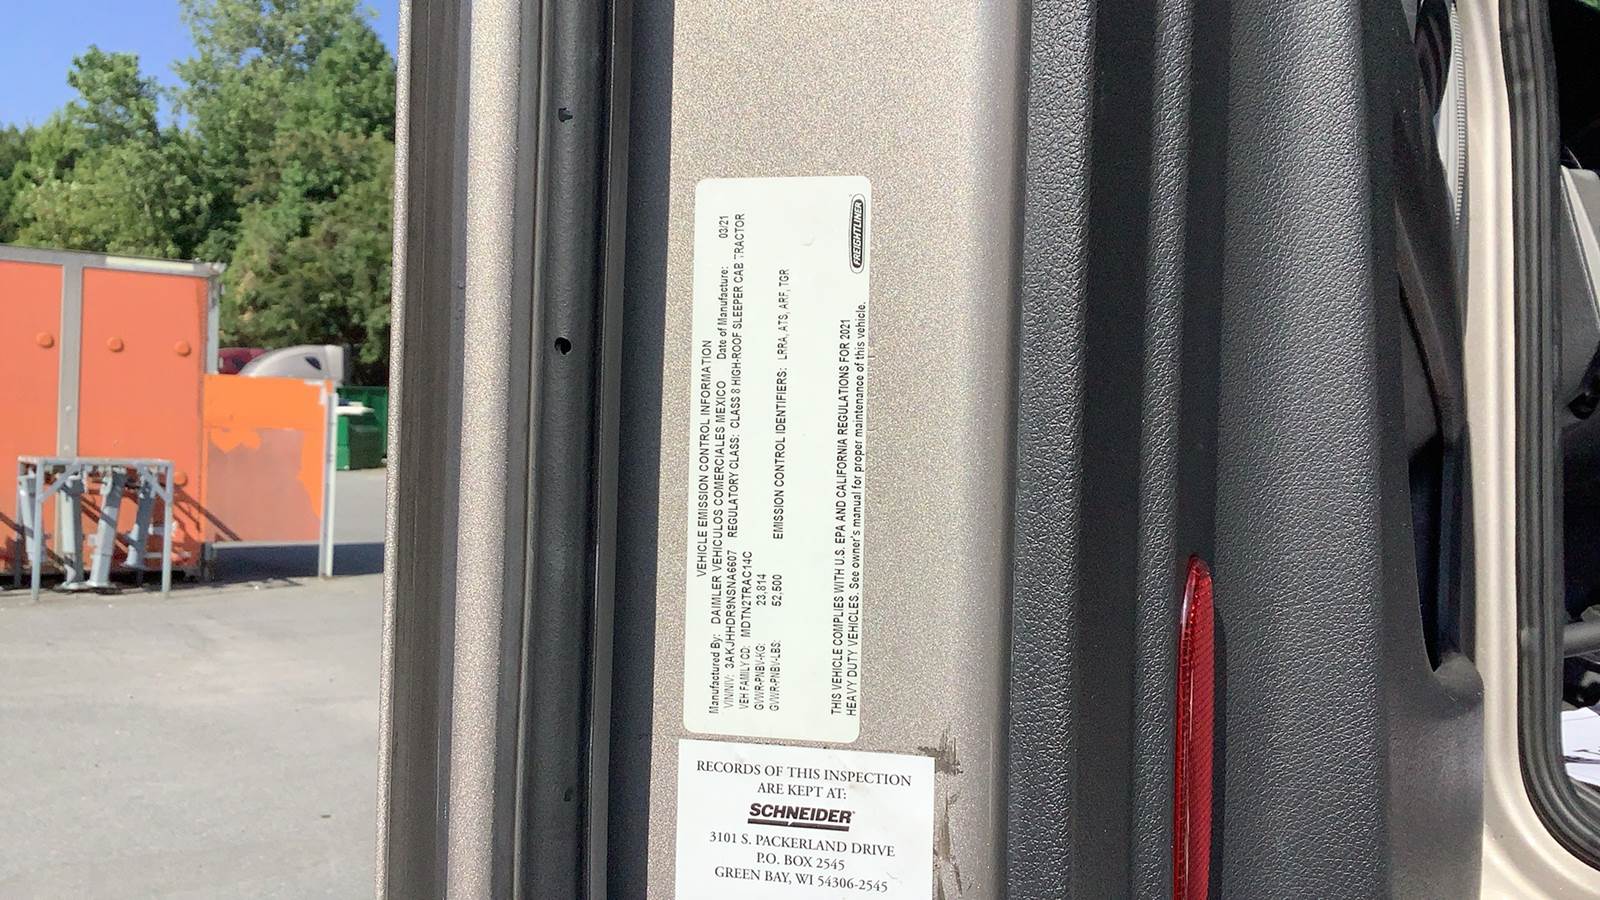 VEHICLE EMISSION CONTROL INFORMATION
Manufactured By: DAIMLER VEHICULOS COMERCIALES MEXICO Date of Manufacture: 03/21
VIN/NIV: 3AKJHHDR9NSNA6607 REGULATORY CLASS: CLASS 8 HIGH-ROOF SLEEPER CAB TRACTOR
VEH FAMILY CD: MDTN2TRAC14C
GVWR-PNBV-KG: 23,814
GVWR-PNBV-LBS: 52,500 EMISSION CONTROL IDENTIFIERS: LRRA, ATS, ARF, TGR
THIS VEHICLE COMPLIES WITH U.S. EPA AND CALIFORNIA REGULATIONS FOR 2021
HEAVY DUTY VEHICLES. See owner's manual for proper maintenance of this vehicle.
FREIGHTLINER
RECORDS OF THIS INSPECTION
ARE KEPT AT:
SCHNEIDER
3101 S. PACKERLAND DRIVE
P.O. BOX 2545
GREEN BAY, WI 54306-2545